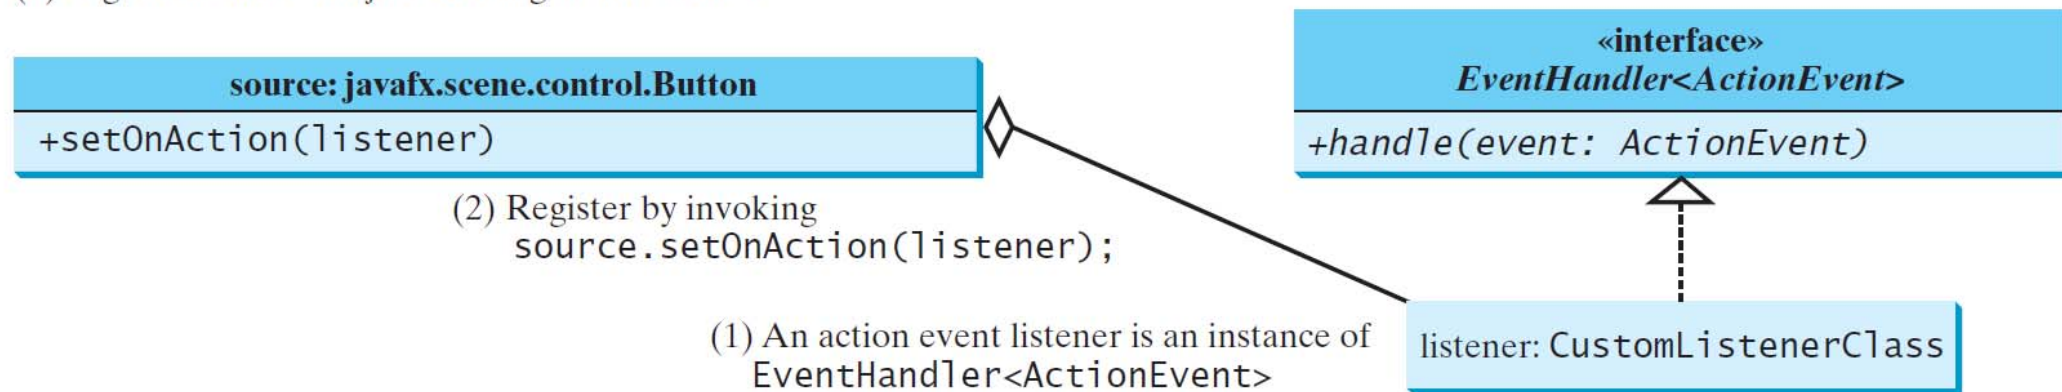 source: javafx.scene.control.Button
+setOnAction(listener)
«interface»
EventHandler<ActionEvent>
+handle(event: ActionEvent)
(2) Register by invoking
source.setOnAction(listener);
(1) An action event listener is an instance of
EventHandler<ActionEvent>
listener: CustomListenerClass